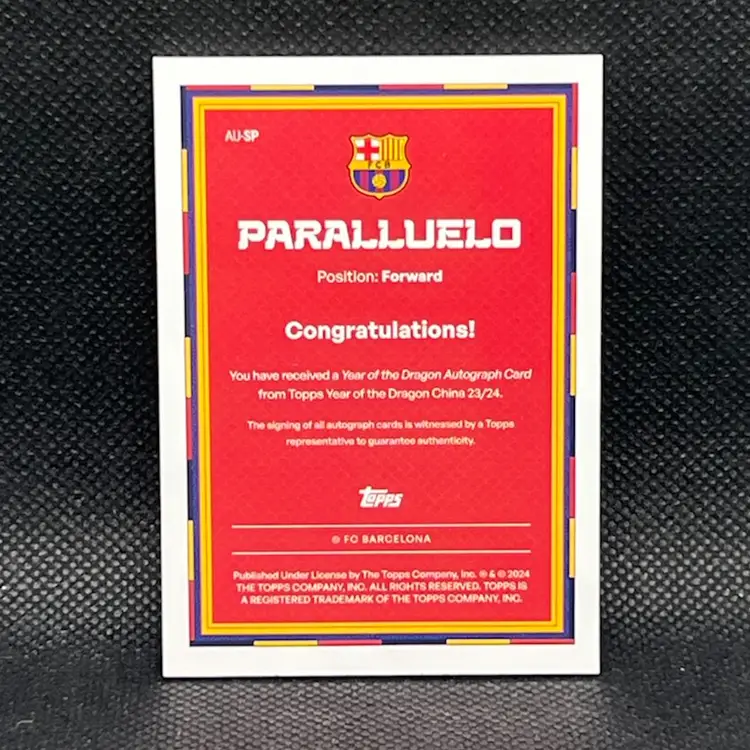 AU-SP
FCB
PARALLUELO
Position: Forward
Congratulations!
You have received a Year of the Dragon Autograph Card
from Topps Year of the Dragon China 23/24.
The signing of all autograph cards is witnessed by a Topps
representative to guarantee authenticity.
topps
© FC BARCELONA
Published Under License by The Topps Company, Inc. ® & © 2024
THE TOPPS COMPANY, INC. ALL RIGHTS RESERVED. TOPPS IS
A REGISTERED TRADEMARK OF THE TOPPS COMPANY, INC.